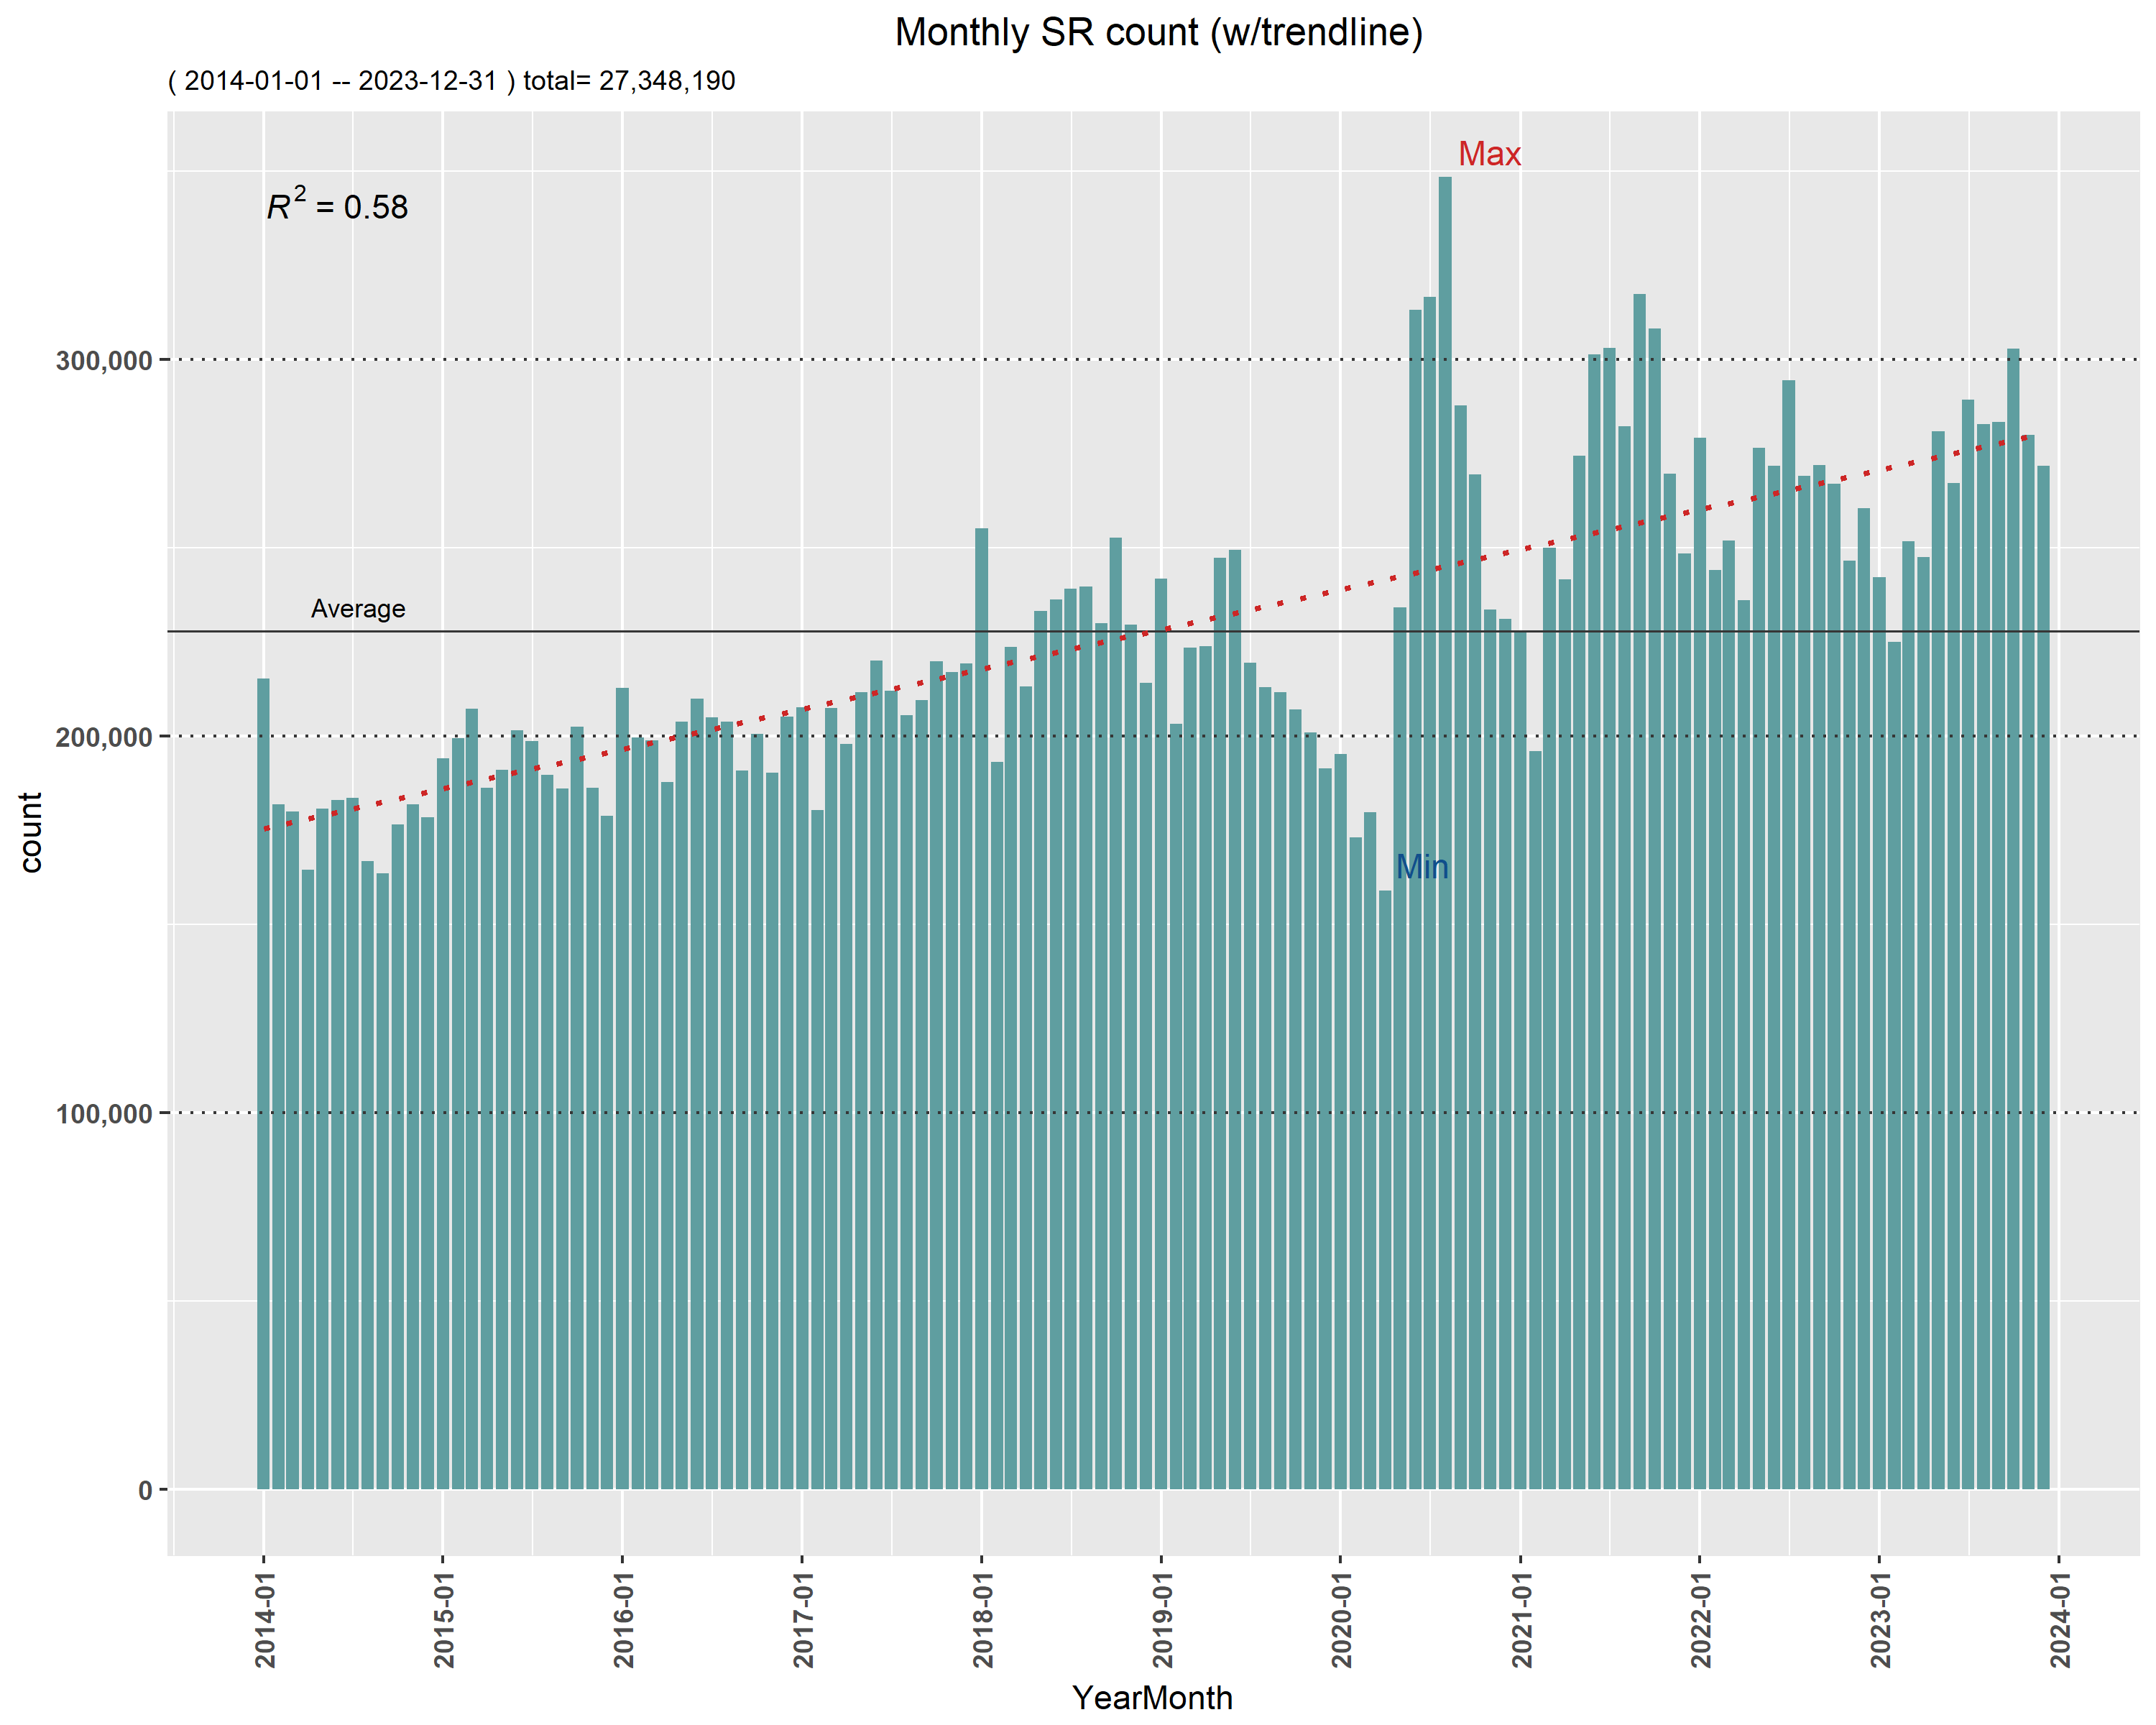 Monthly SR count (w/trendline)
( 2014-01-01 -- 2023-12-31 ) total= 27,348,190
Max
R² = 0.58
300,000
Average
200,000
Min
100,000
0
count
2014-01 2015-01 2016-01 2017-01 2018-01 2019-01 2020-01 2021-01 2022-01 2023-01 2024-01
YearMonth